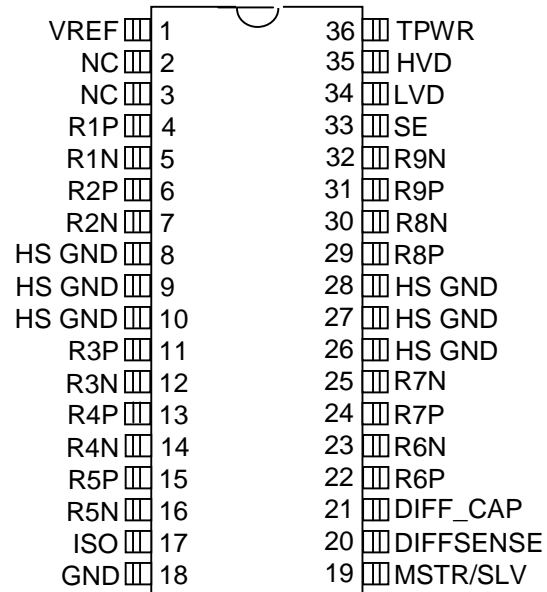 VREF 1 36 TPWR
NC 2 35 HVD
NC 3 34 LVD
R1P 4 33 SE
R1N 5 32 R9N
R2P 6 31 R9P
R2N 7 30 R8N
HS GND 8 29 R8P
HS GND 9 28 HS GND
HS GND 10 27 HS GND
R3P 11 26 HS GND
R3N 12 25 R7N
R4P 13 24 R7P
R4N 14 23 R6N
R5P 15 22 R6P
R5N 16 21 DIFF_CAP
ISO 17 20 DIFFSENSE
GND 18 19 MSTR/SLV